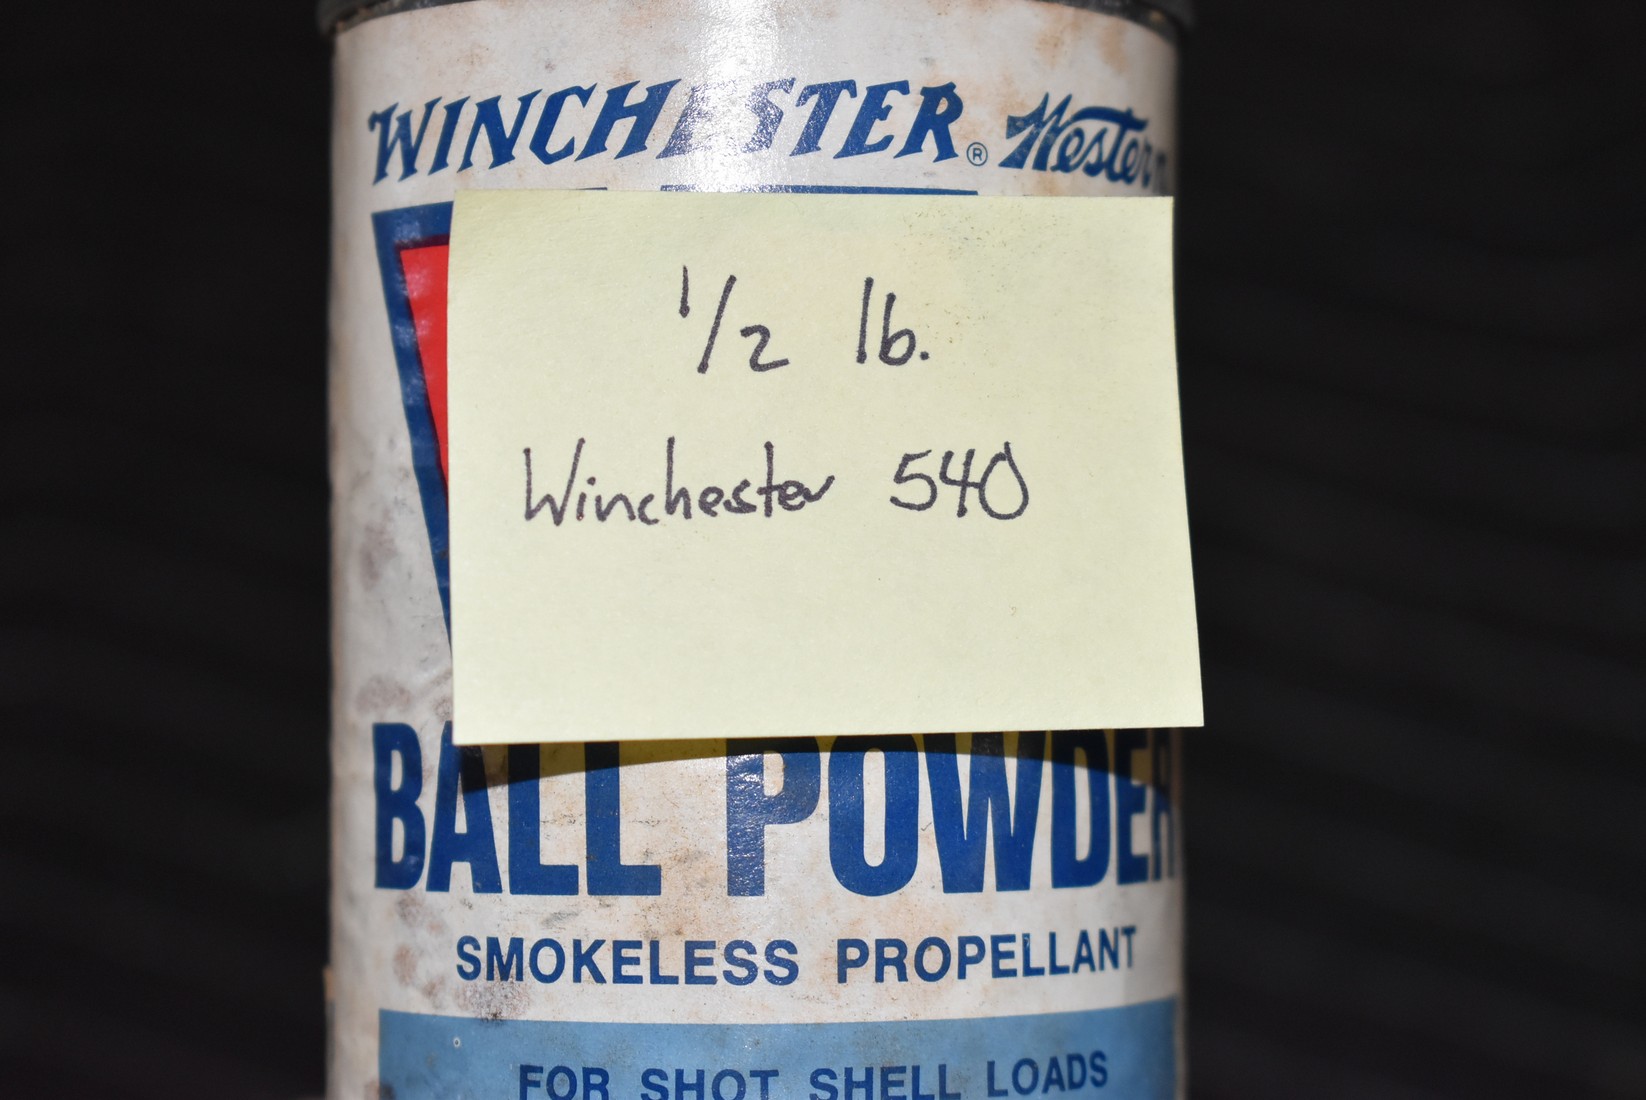 WINCHESTER® Western
1/2 lb.
Winchester 540
BALL POWDER
SMOKELESS PROPELLANT
FOR SHOT SHELL LOADS